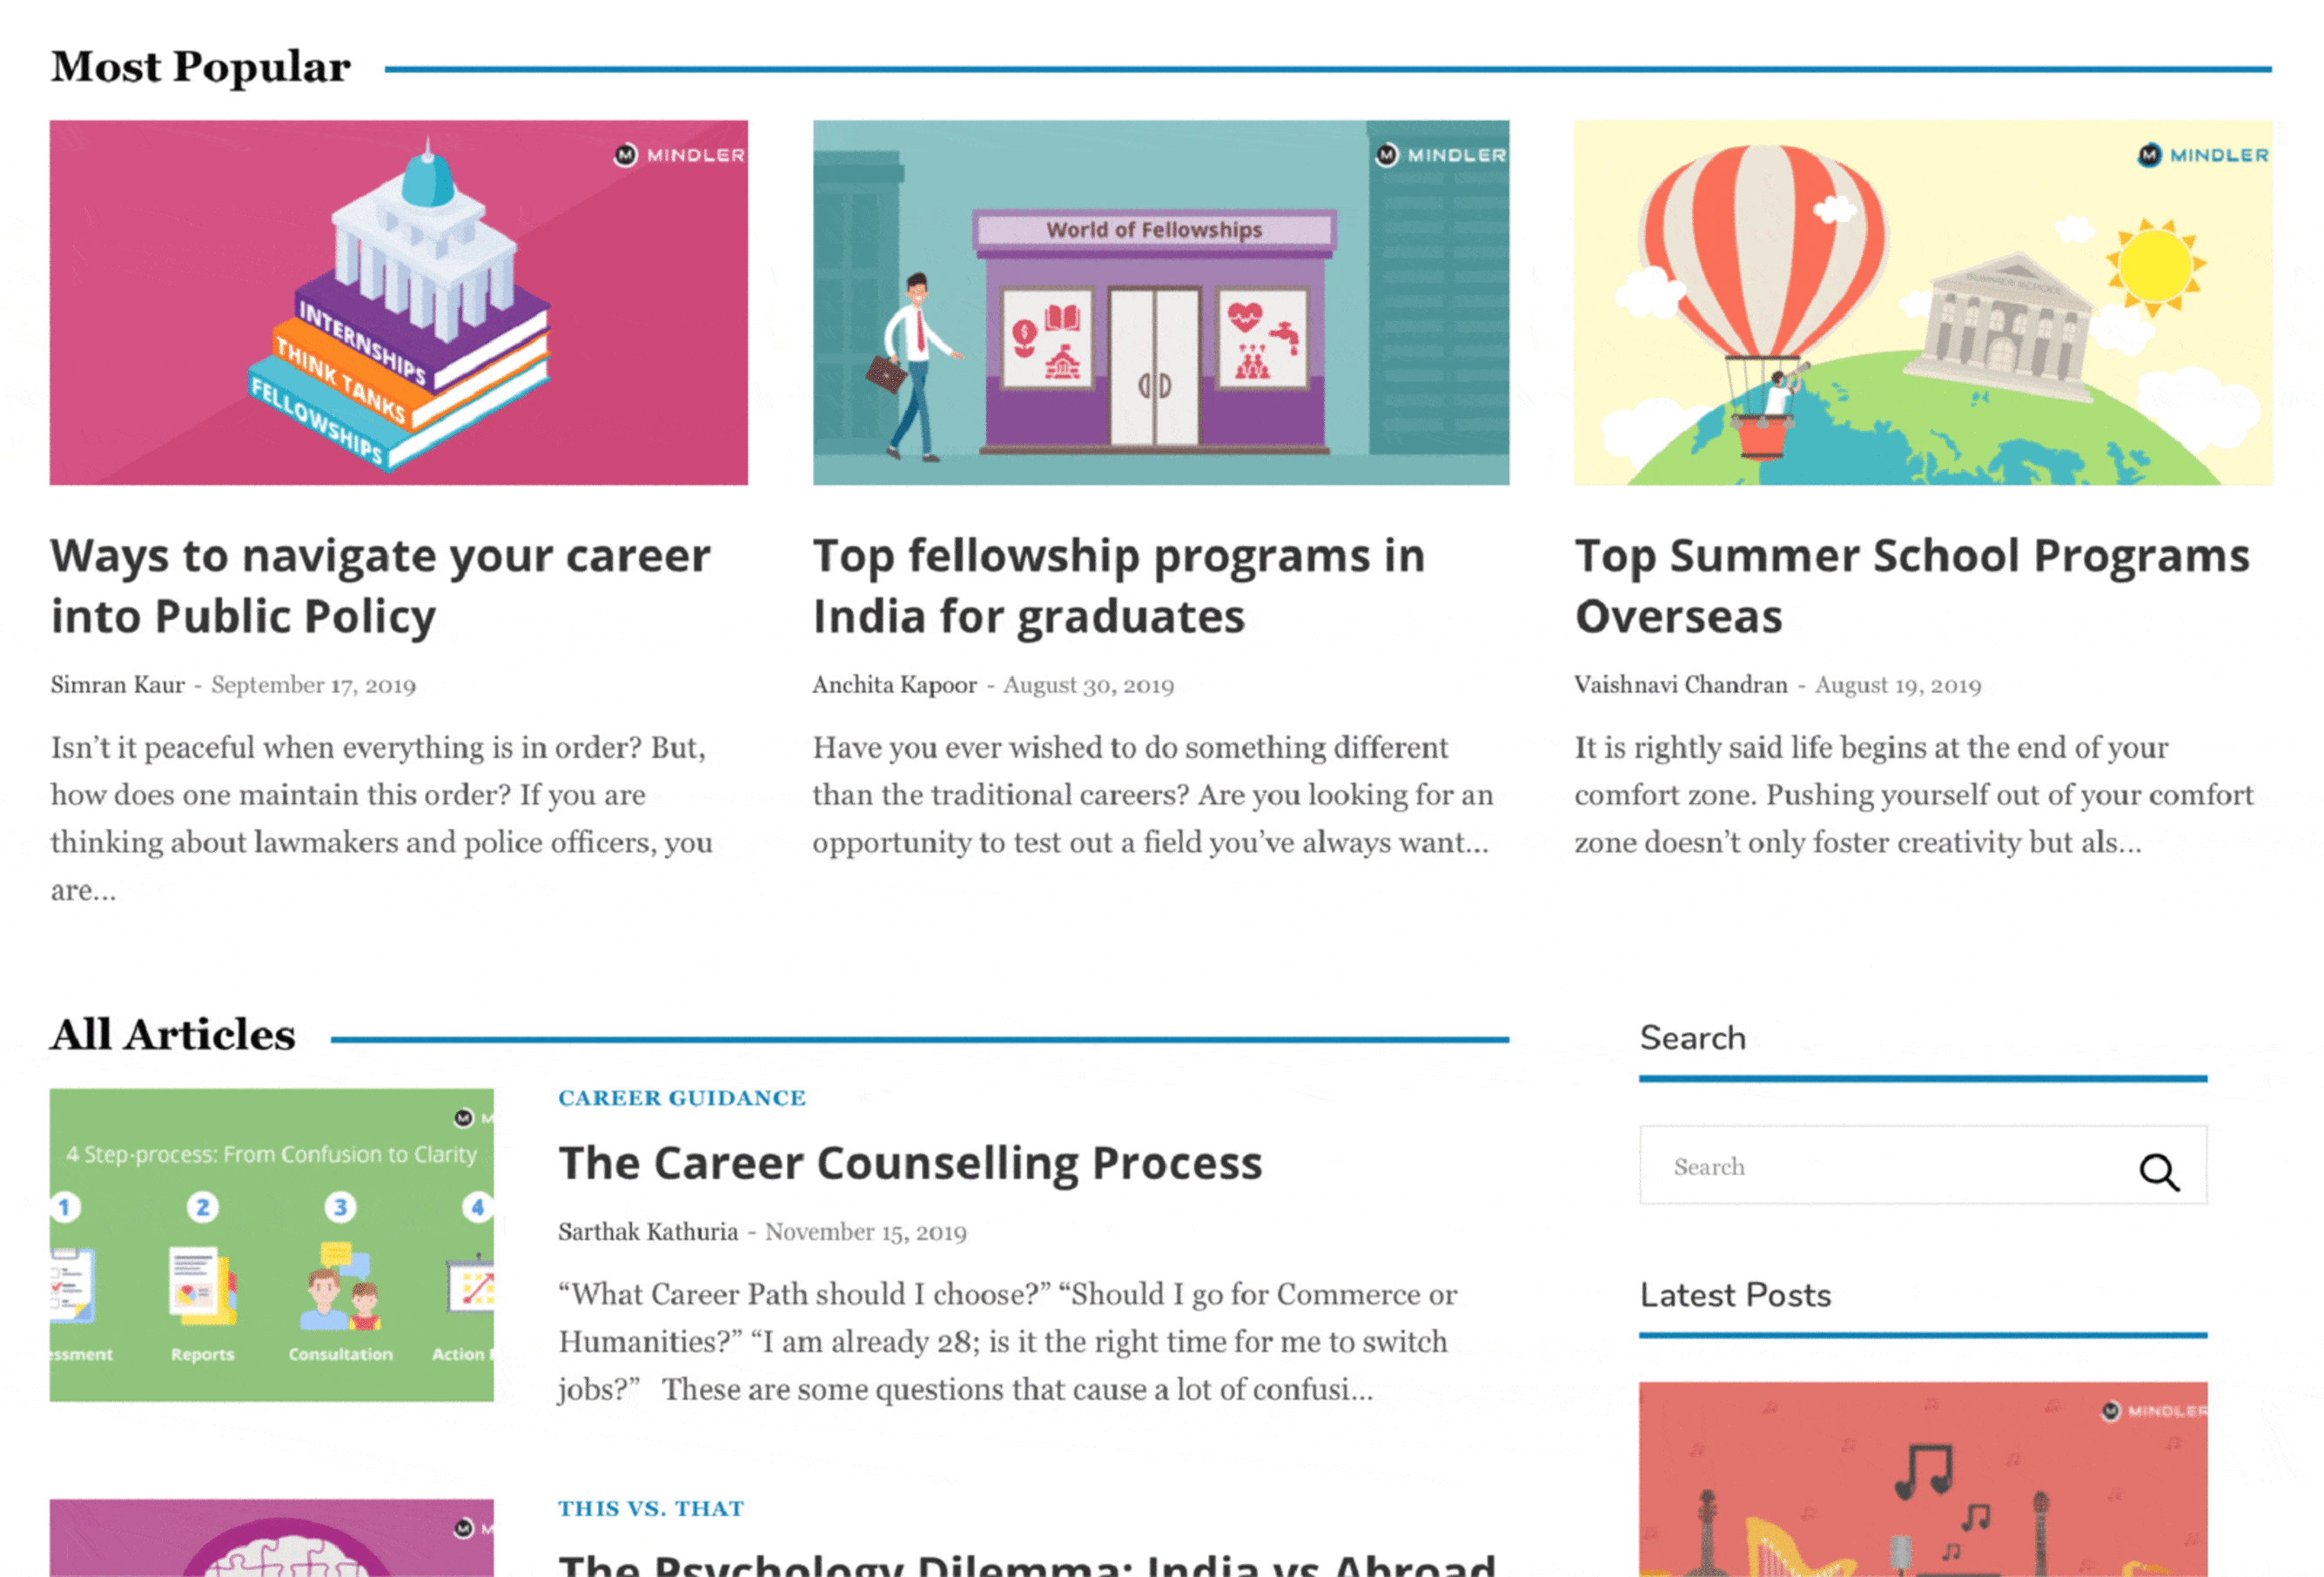 Most Popular
MINDLER
INTERNSHIPS
THINK TANKS
FELLOWSHIPS
Ways to navigate your career
into Public Policy
Simran Kaur - September 17, 2019
Isn’t it peaceful when everything is in order? But,
how does one maintain this order? If you are
thinking about lawmakers and police officers, you
are...
MINDLER
World of Fellowships
Top fellowship programs in
India for graduates
Anchita Kapoor - August 30, 2019
Have you ever wished to do something different
than the traditional careers? Are you looking for an
opportunity to test out a field you’ve always want...
MINDLER
SUMMER SCHOOL
Top Summer School Programs
Overseas
Vaishnavi Chandran - August 19, 2019
It is rightly said life begins at the end of your
comfort zone. Pushing yourself out of your comfort
zone doesn’t only foster creativity but als...
All Articles
M
4 Step-process: From Confusion to Clarity
1 2 3 4
essment Reports Consultation Action
CAREER GUIDANCE
The Career Counselling Process
Sarthak Kathuria - November 15, 2019
“What Career Path should I choose?” “Should I go for Commerce or
Humanities?” “I am already 28; is it the right time for me to switch
jobs?” These are some questions that cause a lot of confusi...
M
THIS VS. THAT
The Psychology Dilemma: India vs Abroad
Search
Search
Latest Posts
MINDLER